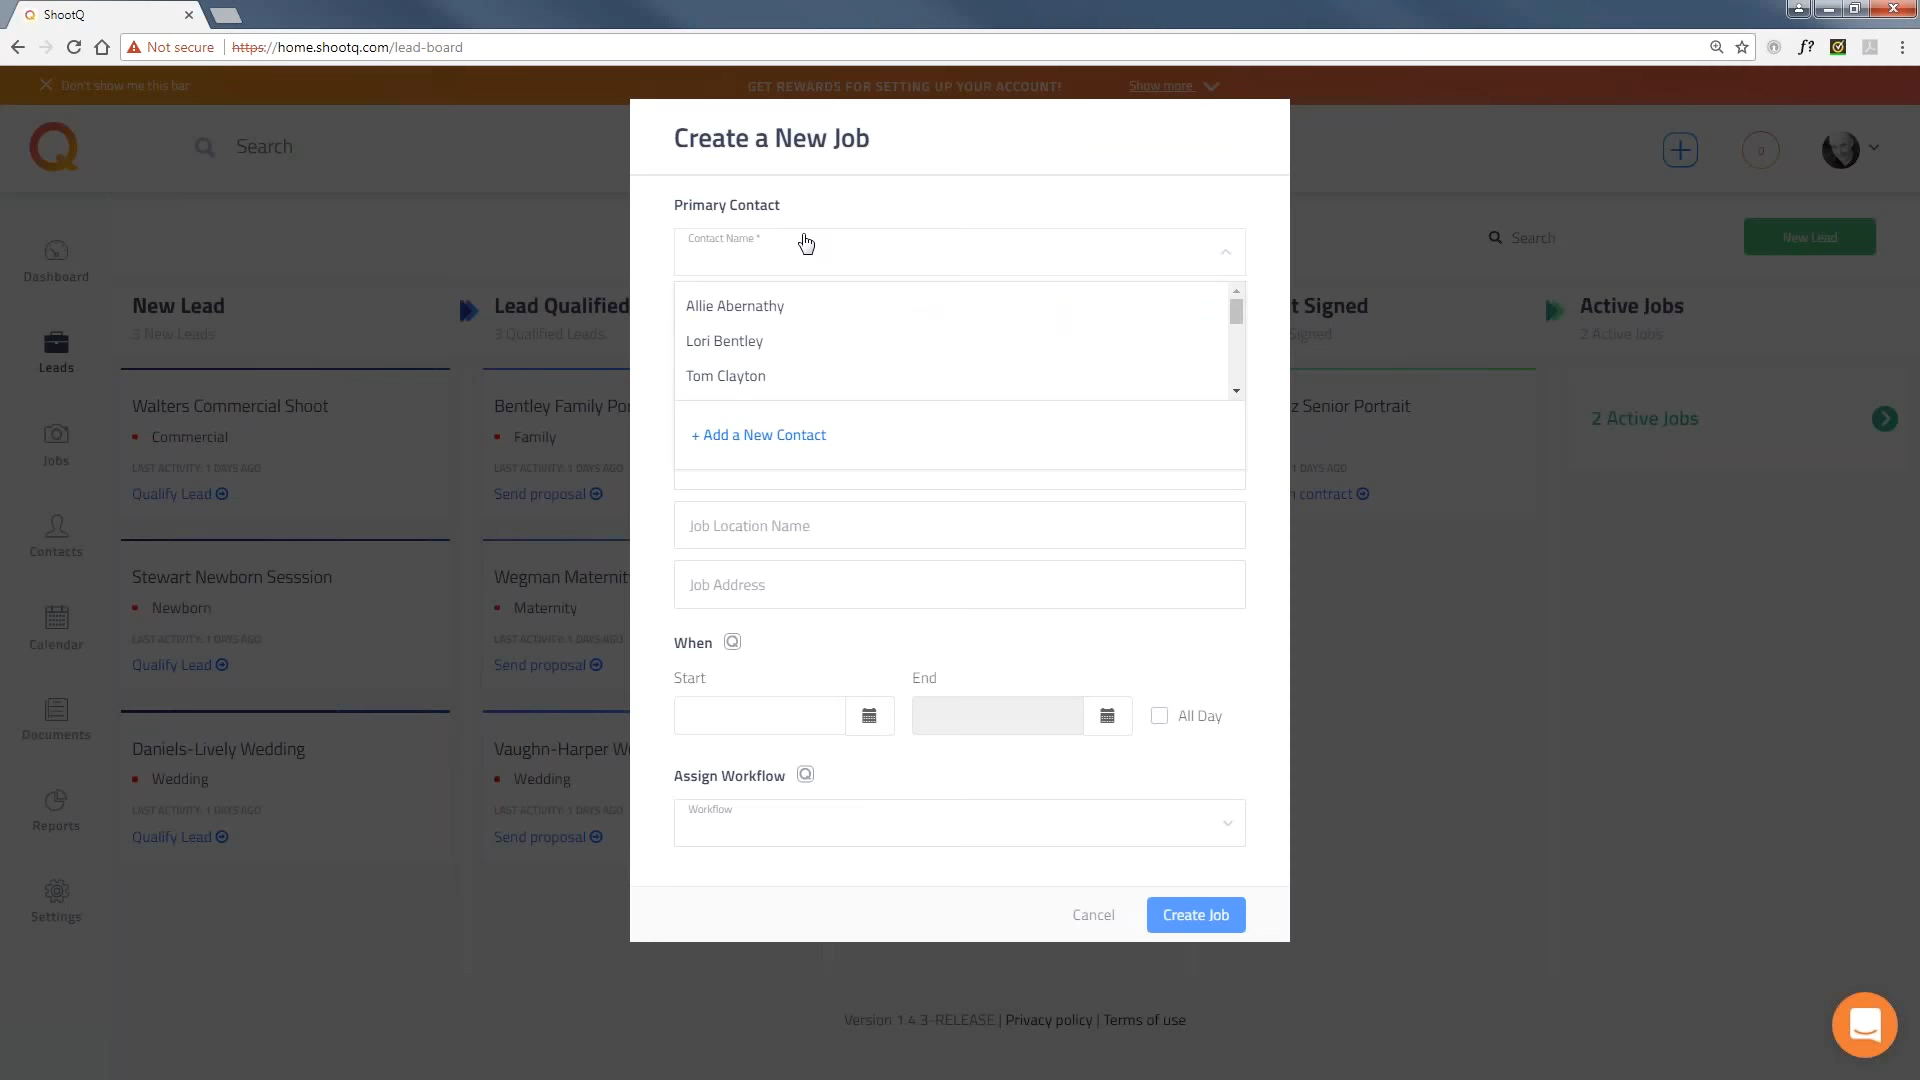 ShootQ
Not secure | https://home.shootq.com/lead-board
Don't show me this bar
GET REWARDS FOR SETTING UP YOUR ACCOUNT!
Show more
Search
0
Create a New Job
Primary Contact
Contact Name *
Allie Abernathy
Lori Bentley
Tom Clayton
+ Add a New Contact
Job Location Name
Job Address
When
Start
End
All Day
Assign Workflow
Workflow
Cancel
Create Job
Search
New Lead
Dashboard
Leads
Jobs
Contacts
Calendar
Documents
Reports
Settings
New Lead
3 New Leads
Walters Commercial Shoot
Commercial
LAST ACTIVITY: 1 DAYS AGO
Qualify Lead
Stewart Newborn Sesssion
Newborn
LAST ACTIVITY: 1 DAYS AGO
Qualify Lead
Daniels-Lively Wedding
Wedding
LAST ACTIVITY: 1 DAYS AGO
Qualify Lead
Lead Qualified
3 Qualified Leads
Bentley Family Por
Family
LAST ACTIVITY: 1 DAYS AGO
Send proposal
Wegman Maternit
Maternity
LAST ACTIVITY: 1 DAYS AGO
Send proposal
Vaughn-Harper W
Wedding
LAST ACTIVITY: 1 DAYS AGO
Send proposal
t Signed
Signed
z Senior Portrait
1 DAYS AGO
n contract
Active Jobs
2 Active Jobs
2 Active Jobs
Version 1.4.3-RELEASE | Privacy policy | Terms of use